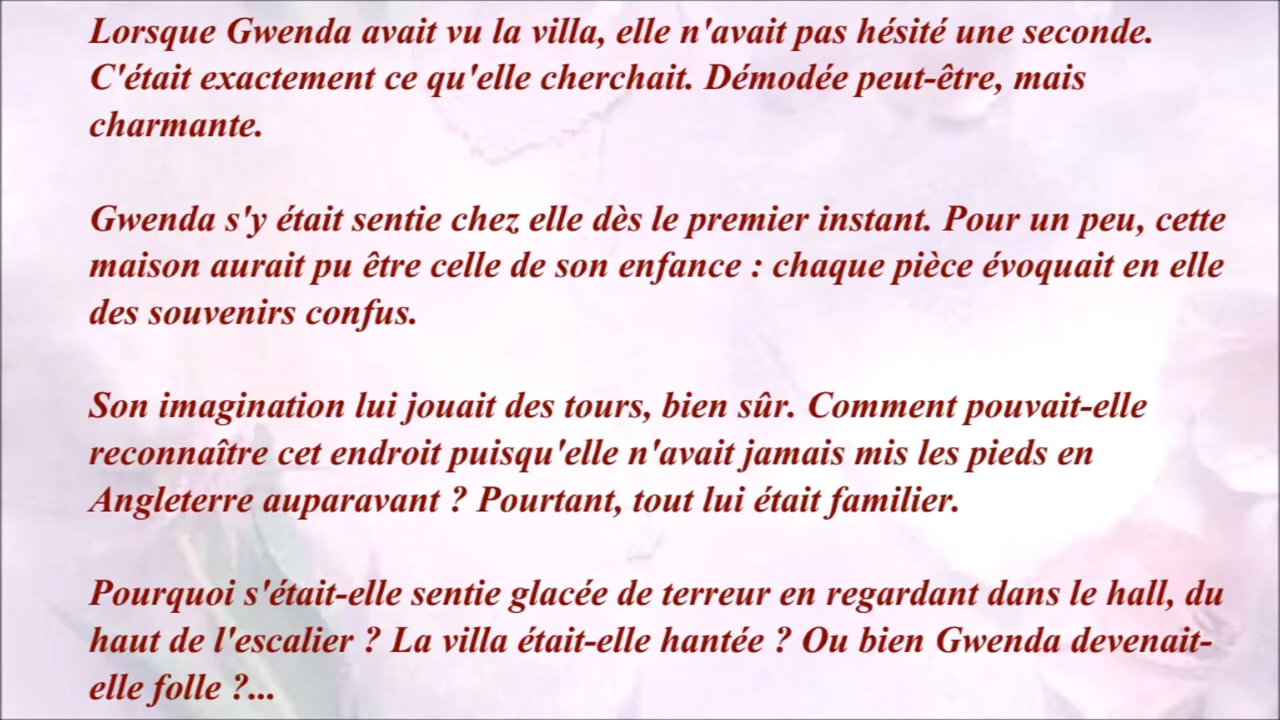 Lorsque Gwenda avait vu la villa, elle n'avait pas hésité une seconde.
C'était exactement ce qu'elle cherchait. Démodée peut-être, mais
charmante.
Gwenda s'y était sentie chez elle dès le premier instant. Pour un peu, cette
maison aurait pu être celle de son enfance : chaque pièce évoquait en elle
des souvenirs confus.
Son imagination lui jouait des tours, bien sûr. Comment pouvait-elle
reconnaître cet endroit puisqu'elle n'avait jamais mis les pieds en
Angleterre auparavant ? Pourtant, tout lui était familier.
Pourquoi s'était-elle sentie glacée de terreur en regardant dans le hall, du
haut de l'escalier ? La villa était-elle hantée ? Ou bien Gwenda devenait-
elle folle ?...